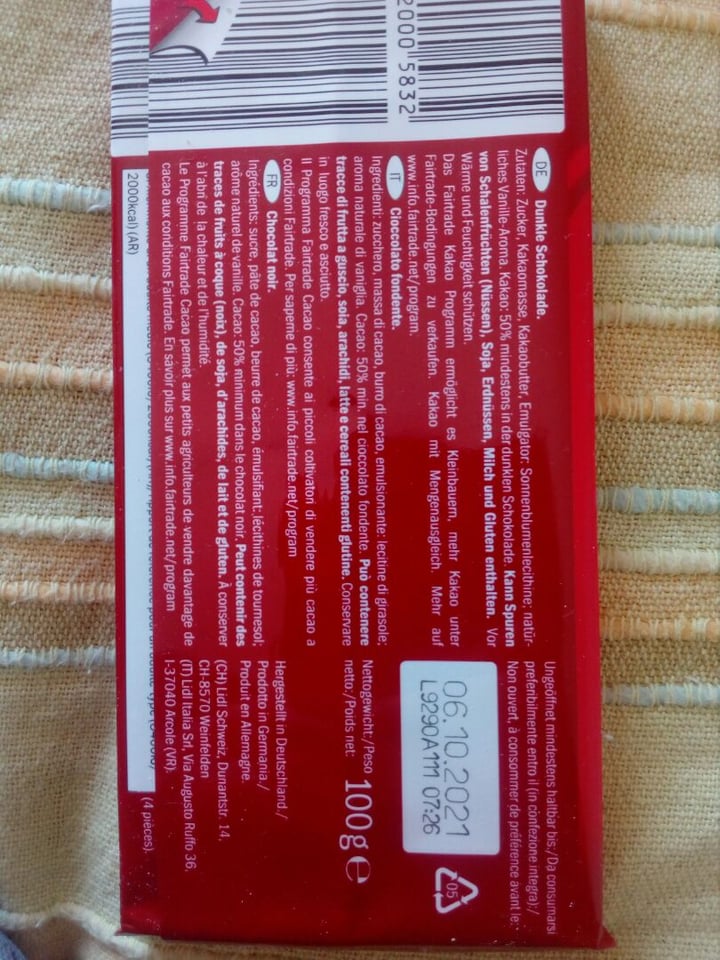 2000 5832
DE Dunkle Schokolade.
Zutaten: Zucker, Kakaomasse, Kakaobutter, Emulgator: Sonnenblumenlecithine; natür-
liches Vanille-Aroma. Kakao: 50% mindestens in der dunklen Schokolade. Kann Spuren
von Schalenfrüchten (Nüssen), Soja, Erdnüssen, Milch und Gluten enthalten. Vor
Wärme und Feuchtigkeit schützen.
Das Fairtrade Kakao Programm ermöglicht es Kleinbauern, mehr Kakao unter
Fairtrade-Bedingungen zu verkaufen. Kakao mit Mengenausgleich. Mehr auf
www.info.fairtrade.net/program.
IT Cioccolato fondente.
Ingredienti: zucchero, massa di cacao, burro di cacao, emulsionante: lecitine di girasole;
aroma naturale di vaniglia. Cacao: 50% min. nel cioccolato fondente. Può contenere
tracce di frutta a guscio, soia, arachidi, latte e cereali contenenti glutine. Conservare
in luogo fresco e asciutto.
Il Programma Fairtrade Cacao consente ai piccoli coltivatori di vendere più cacao a
condizioni Fairtrade. Per saperne di più: www.info.fairtrade.net/program
FR Chocolat noir.
Ingrédients: sucre, pâte de cacao, beurre de cacao, émulsifiant: lécithines de tournesol;
arôme naturel de vanille. Cacao: 50% minimum dans le chocolat noir. Peut contenir des
traces de fruits à coque (noix), de soja, d'arachides, de lait et de gluten. À conserver
à l'abri de la chaleur et de l'humidité.
Le Programme Fairtrade Cacao permet aux petits agriculteurs de vendre davantage de
cacao aux conditions Fairtrade. En savoir plus sur www.info.fairtrade.net/program
2000kcal) (AR)
(4 pièces).
Ungeöffnet mindestens haltbar bis:/Da consumarsi
preferibilmente entro il (in confezione integra):/
Non ouvert, à consommer de préférence avant le:
06.10.2021
L9290A111 07:26
05
Nettogewicht:/Peso
netto:/Poids net:
100g e
Hergestellt in Deutschland./
Prodotto in Germania./
Produit en Allemagne.
(CH) Lidl Schweiz, Dunantstr. 14,
CH-8570 Weinfelden
(IT) Lidl Italia Srl, Via Augusto Ruffo 36,
I-37040 Arcole (VR).